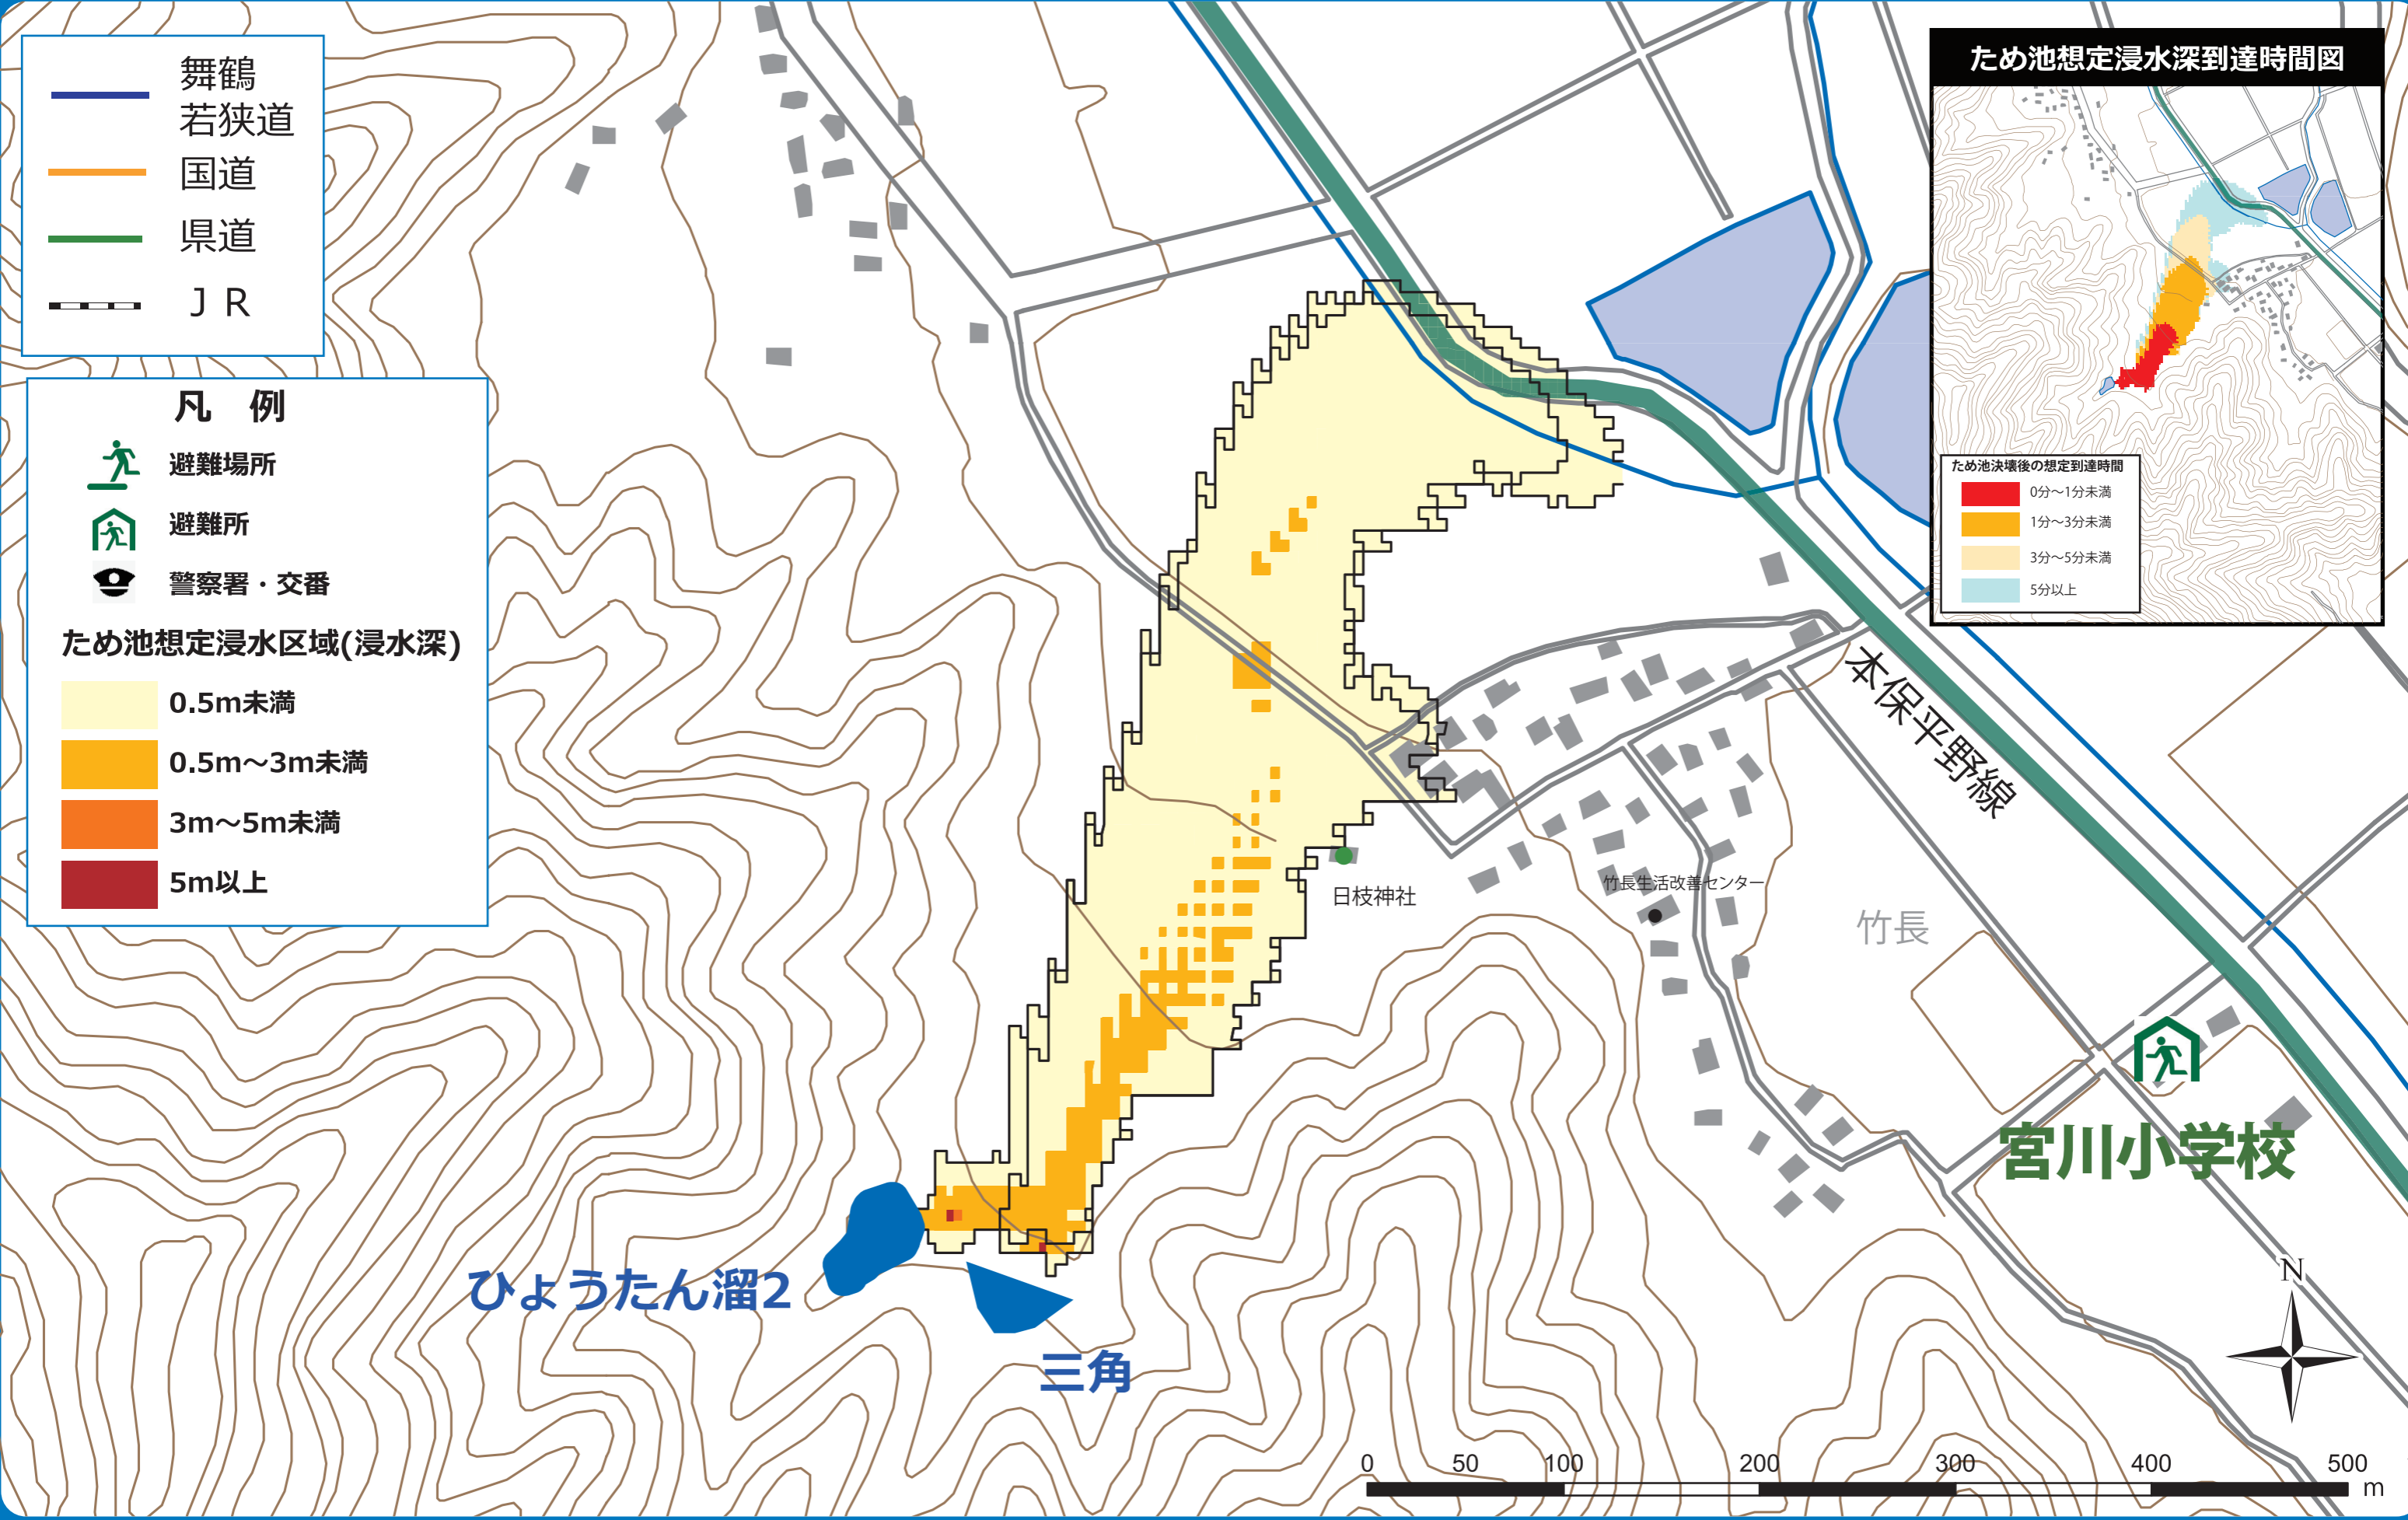 舞鶴
若狭道
国道
県道
ＪＲ
凡　例
避難場所
避難所
警察署・交番
ため池想定浸水区域(浸水深)
0.5m未満
0.5m～3m未満
3m～5m未満
5m以上
ため池想定浸水深到達時間図
ため池決壊後の想定到達時間
0分～1分未満
1分～3分未満
3分～5分未満
5分以上
本保平野線
日枝神社
竹長生活改善センター
竹長
宮川小学校
ひょうたん溜2
三角
N
0 50 100 200 300 400 500
m